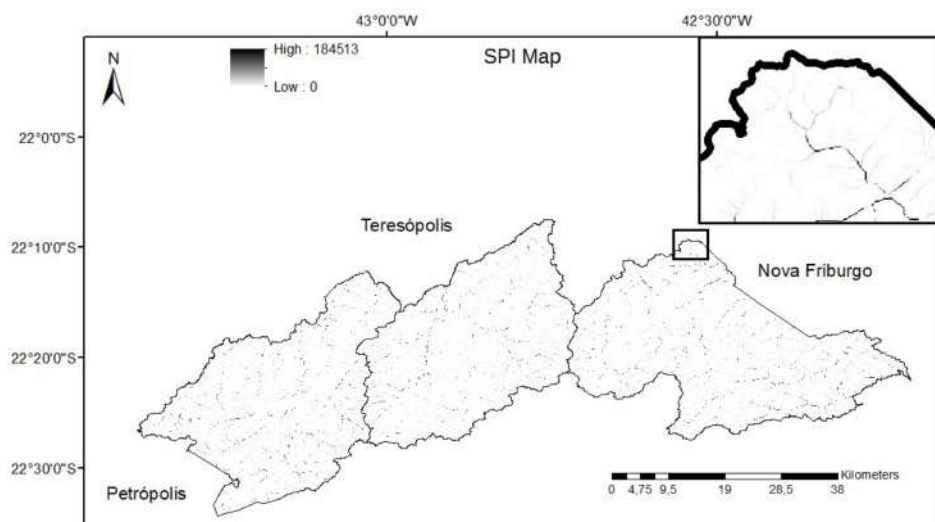 43°0'0"W 42°30'0"W
N
High : 184513
Low : 0
SPI Map
22°0'0"S
22°10'0"S
22°20'0"S
22°30'0"S
Teresópolis
Nova Friburgo
Petrópolis
Kilometers
0 4,75 9,5 19 28,5 38